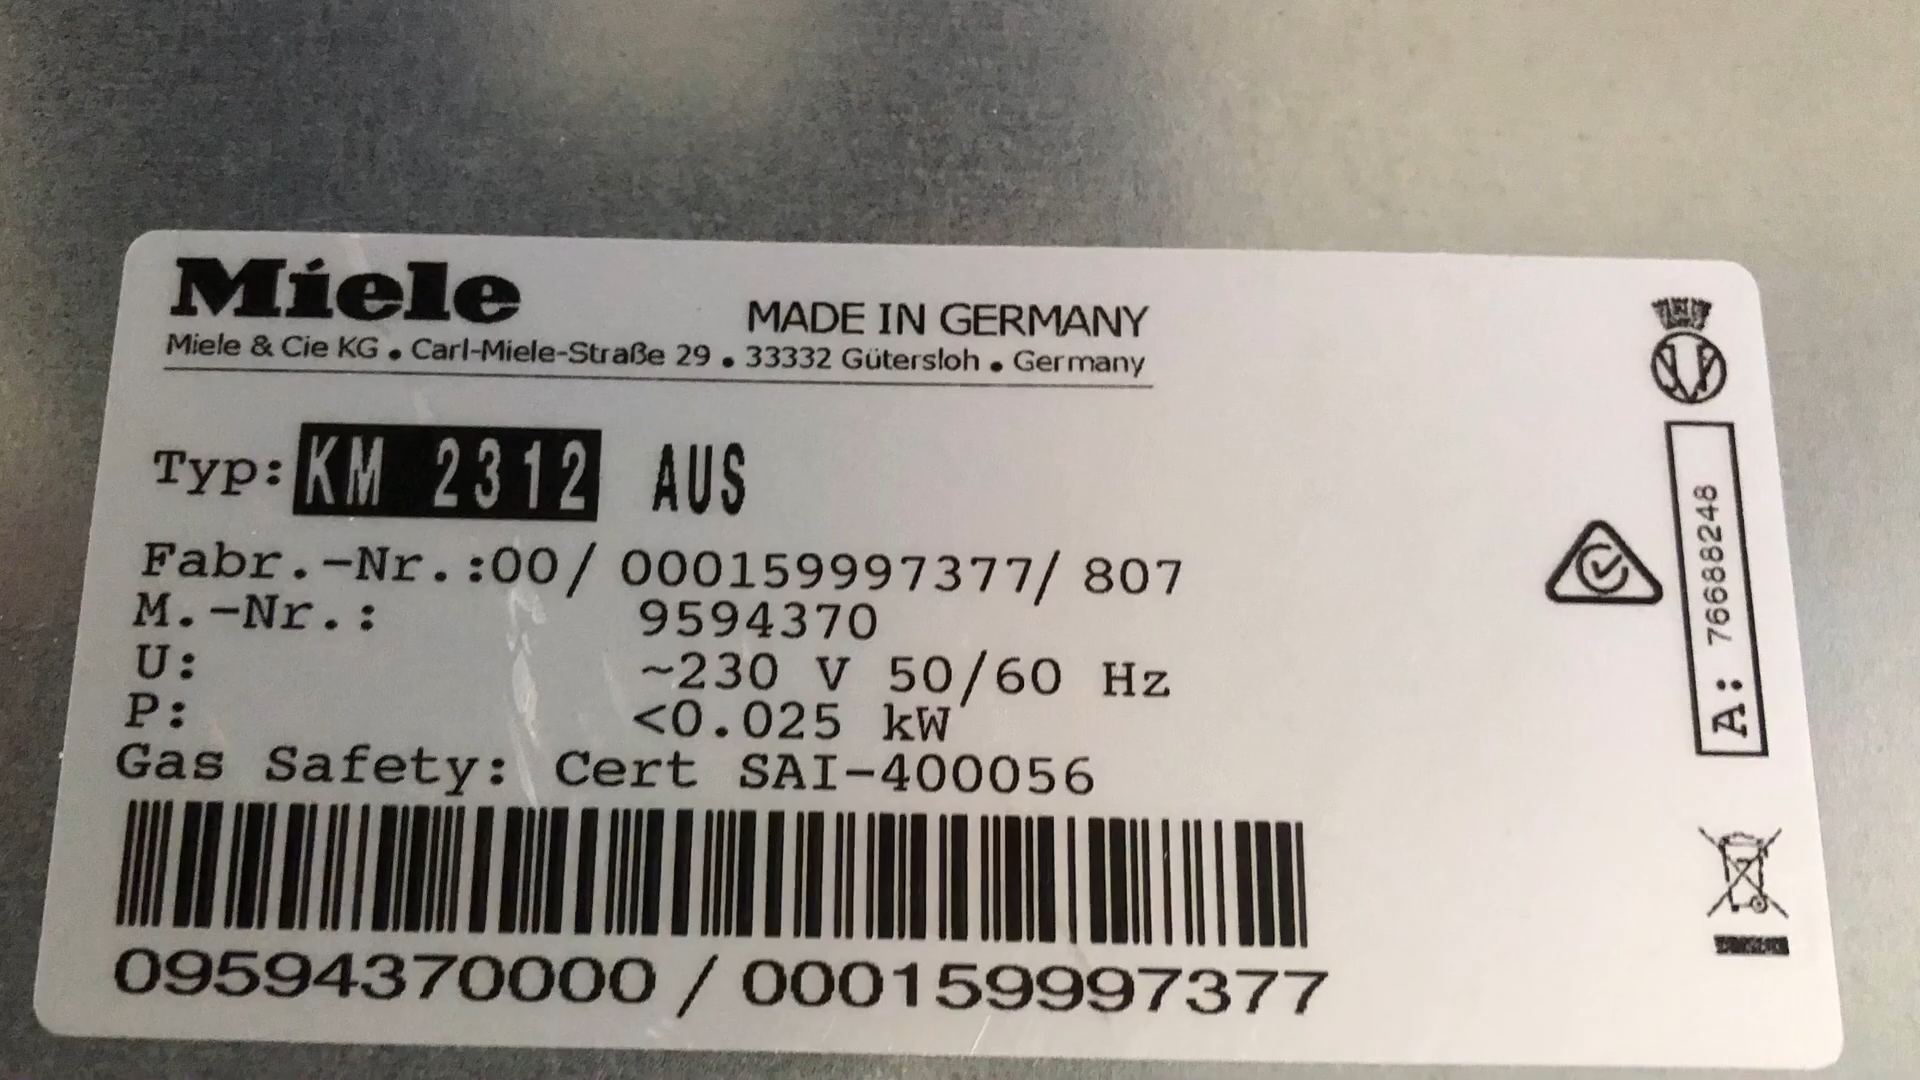 Miele
MADE IN GERMANY
Miele & Cie KG • Carl-Miele-Straße 29 • 33332 Gütersloh • Germany
Typ: KM 2312 AUS
Fabr.-Nr.:00/ 000159997377/ 807
M.-Nr.: 9594370
U: ~230 V 50/60 Hz
P: <0.025 kW
Gas Safety: Cert SAI-400056
09594370000 / 000159997377
A: 76688248